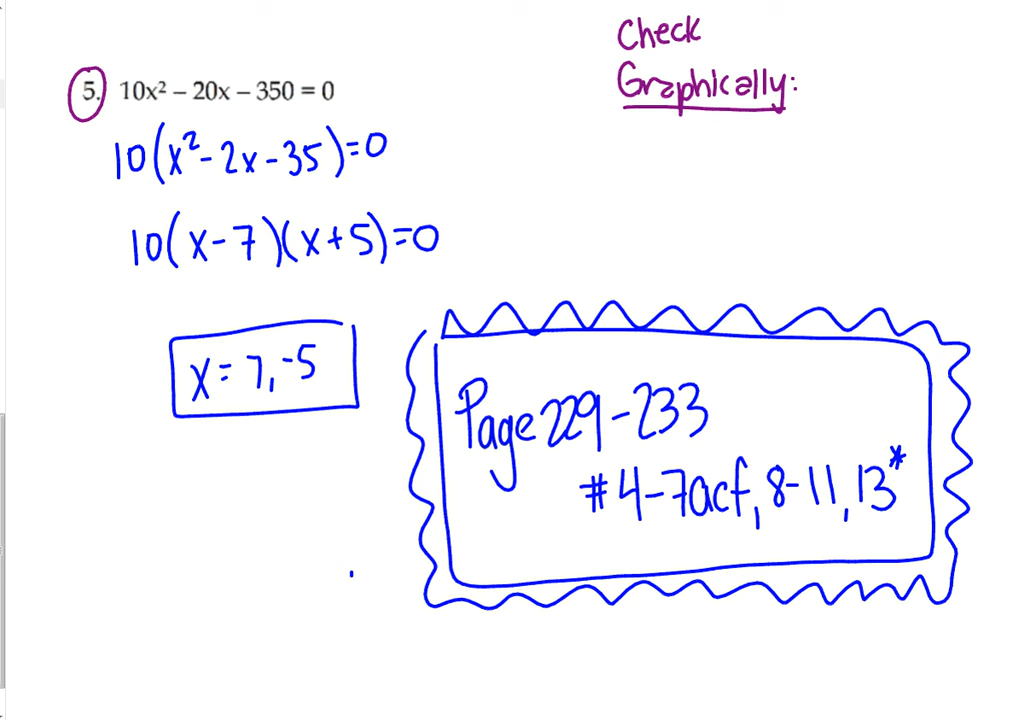 Check
Graphically:
5. 10x² – 20x – 350 = 0
10(x²-2x-35)=0
10(x-7)(x+5)=0
x=7,-5
Page 229-233
#4-7acf, 8-11, 13*